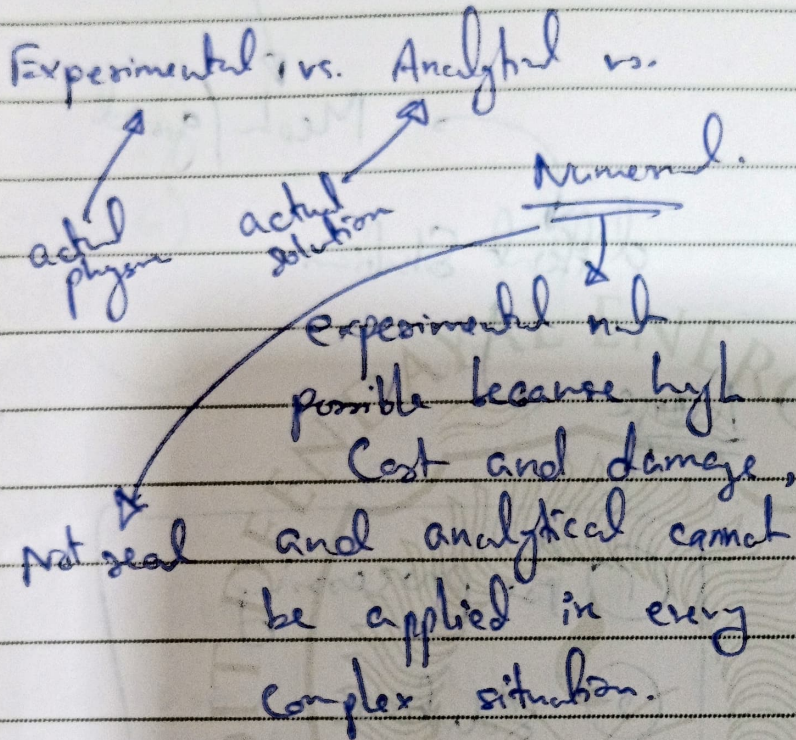 Experimental vs. Analytical vs.
Numerical.
actual
physics
actual
solution
experimental not
possible because high
Cost and damage,
Not real and analytical cannot
be applied in every
complex situation.